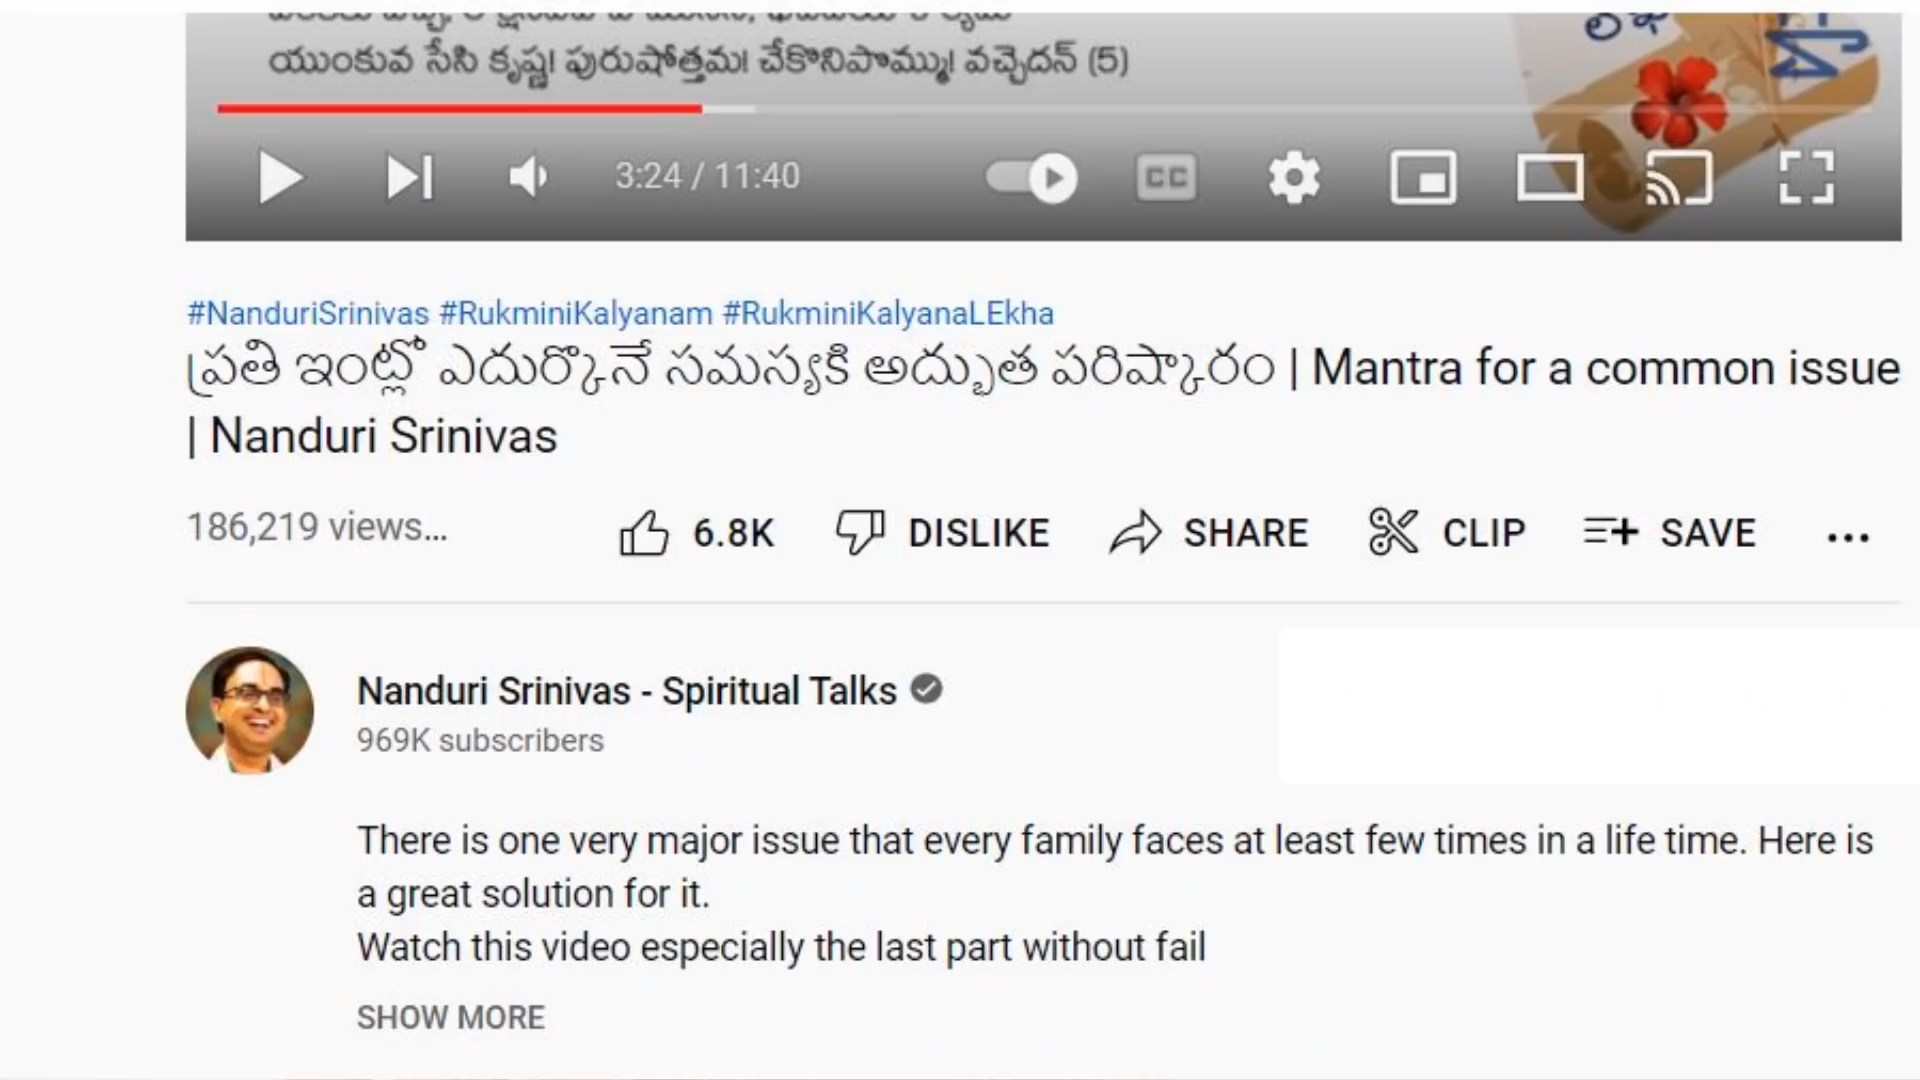 యుంకువ సేసి కృష్ణ! పురుషోత్తమ! చేకొనిపొమ్ము! వచ్చెదన్ (5)
3:24 / 11:40
CC
#NanduriSrinivas #RukminiKalyanam #RukminiKalyanaLEkha
ప్రతి ఇంట్లో ఎదుర్కొనే సమస్యకి అద్భుత పరిష్కారం | Mantra for a common issue
| Nanduri Srinivas
186,219 views...
6.8K DISLIKE SHARE CLIP SAVE ...
Nanduri Srinivas - Spiritual Talks
969K subscribers
There is one very major issue that every family faces at least few times in a life time. Here is
a great solution for it.
Watch this video especially the last part without fail
SHOW MORE